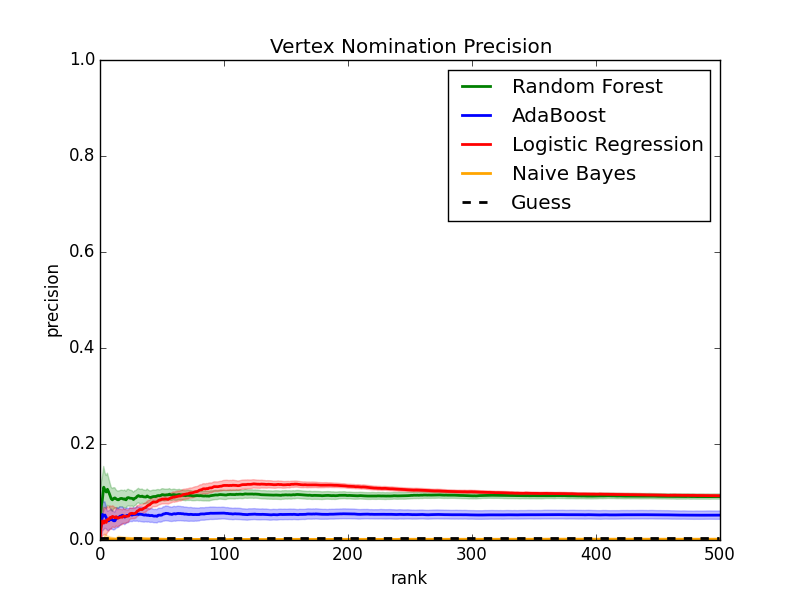 Vertex Nomination Precision
1.0
0.8
0.6
0.4
0.2
0.0
precision
Random Forest
AdaBoost
Logistic Regression
Naive Bayes
Guess
0
100
200
300
400
500
rank